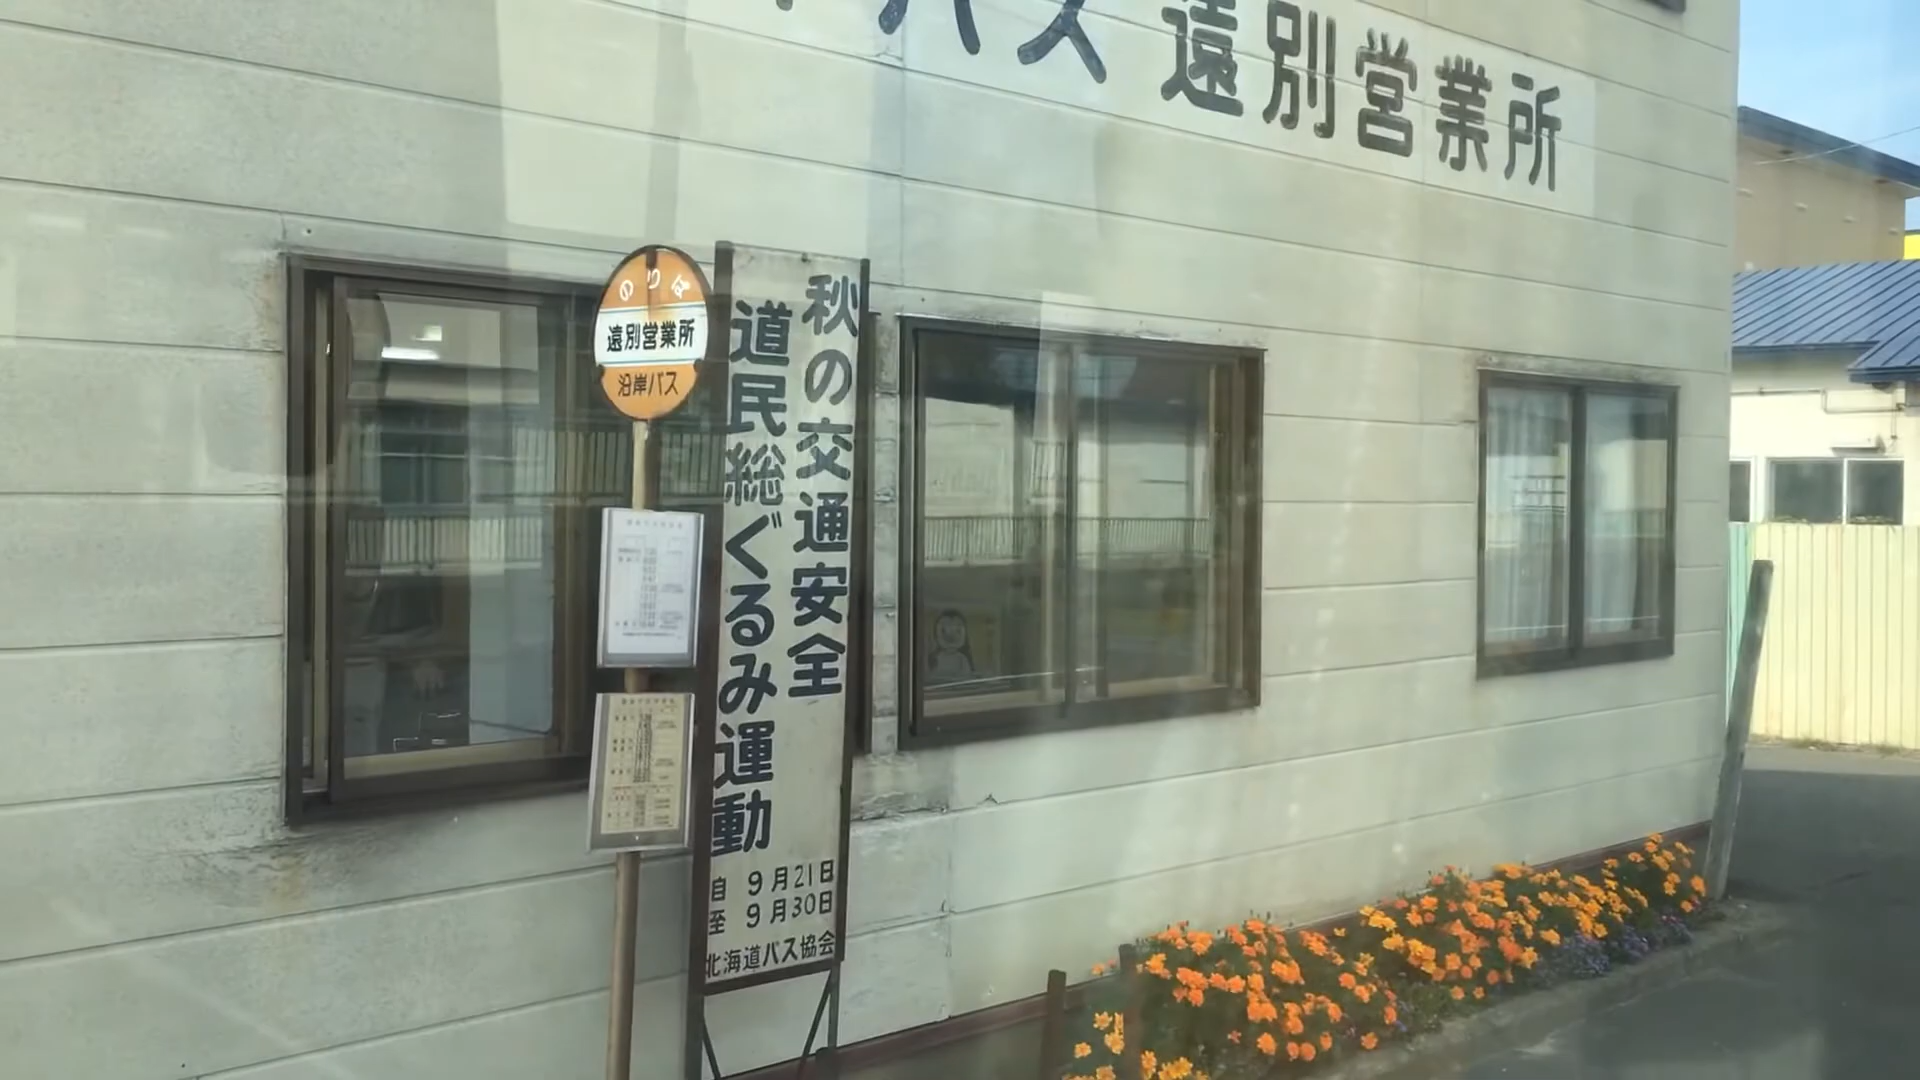 バス 遠別営業所
のりば
遠別営業所
沿岸バス
秋の交通安全
道民総ぐるみ運動
自 9月21日
至 9月30日
北海道バス協会